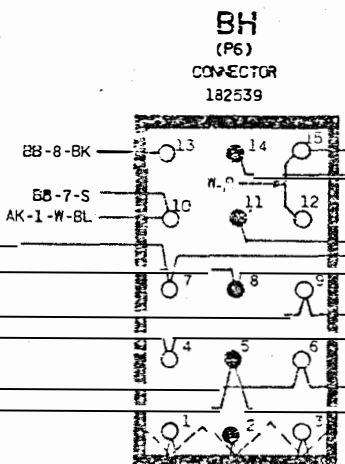 BH
(P6)
CONNECTOR
182539
BB-8-BK 13 14 15
BB-7-S
AK-1-W-BL 10 11 12
7 8 9
4 5 6
1 2 3